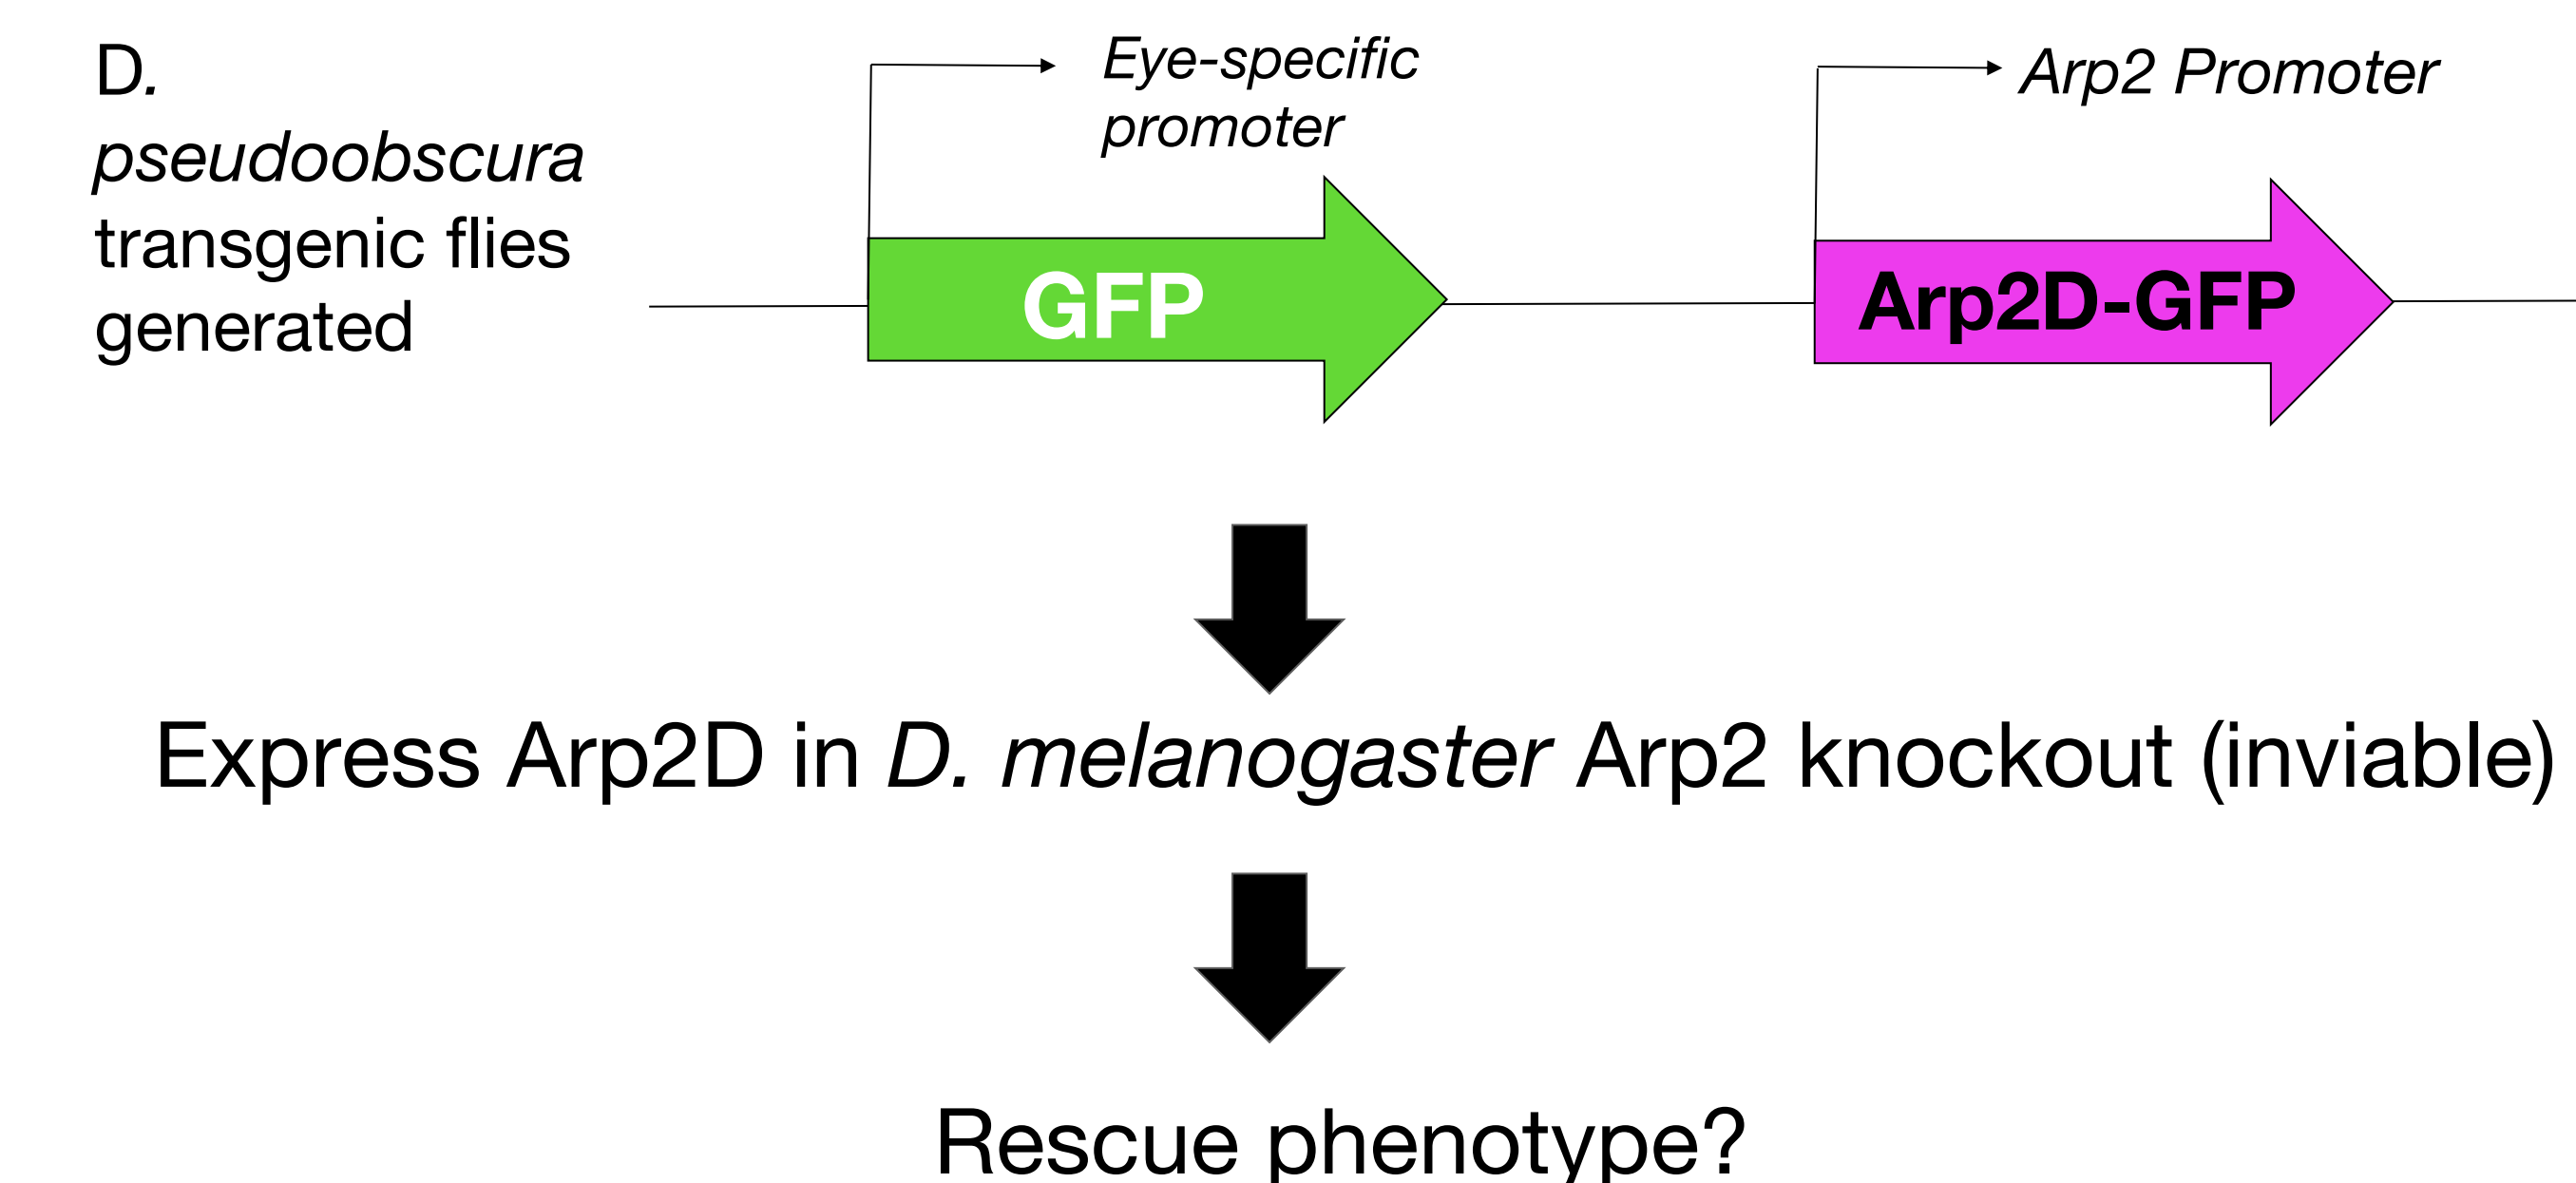 D.
pseudoobscura
transgenic flies
generated
Eye-specific
promoter
Arp2 Promoter
GFP
Arp2D-GFP
Express Arp2D in D. melanogaster Arp2 knockout (inviable)
Rescue phenotype?